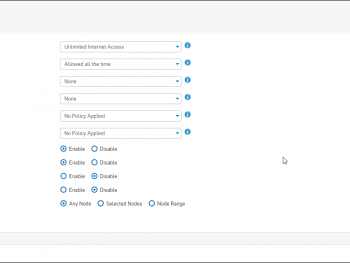 Unlimited Internet Access
Allowed all the time
None
None
No Policy Applied
No Policy Applied
Enable Disable
Enable Disable
Enable Disable
Enable Disable
Any Node Selected Nodes Node Range